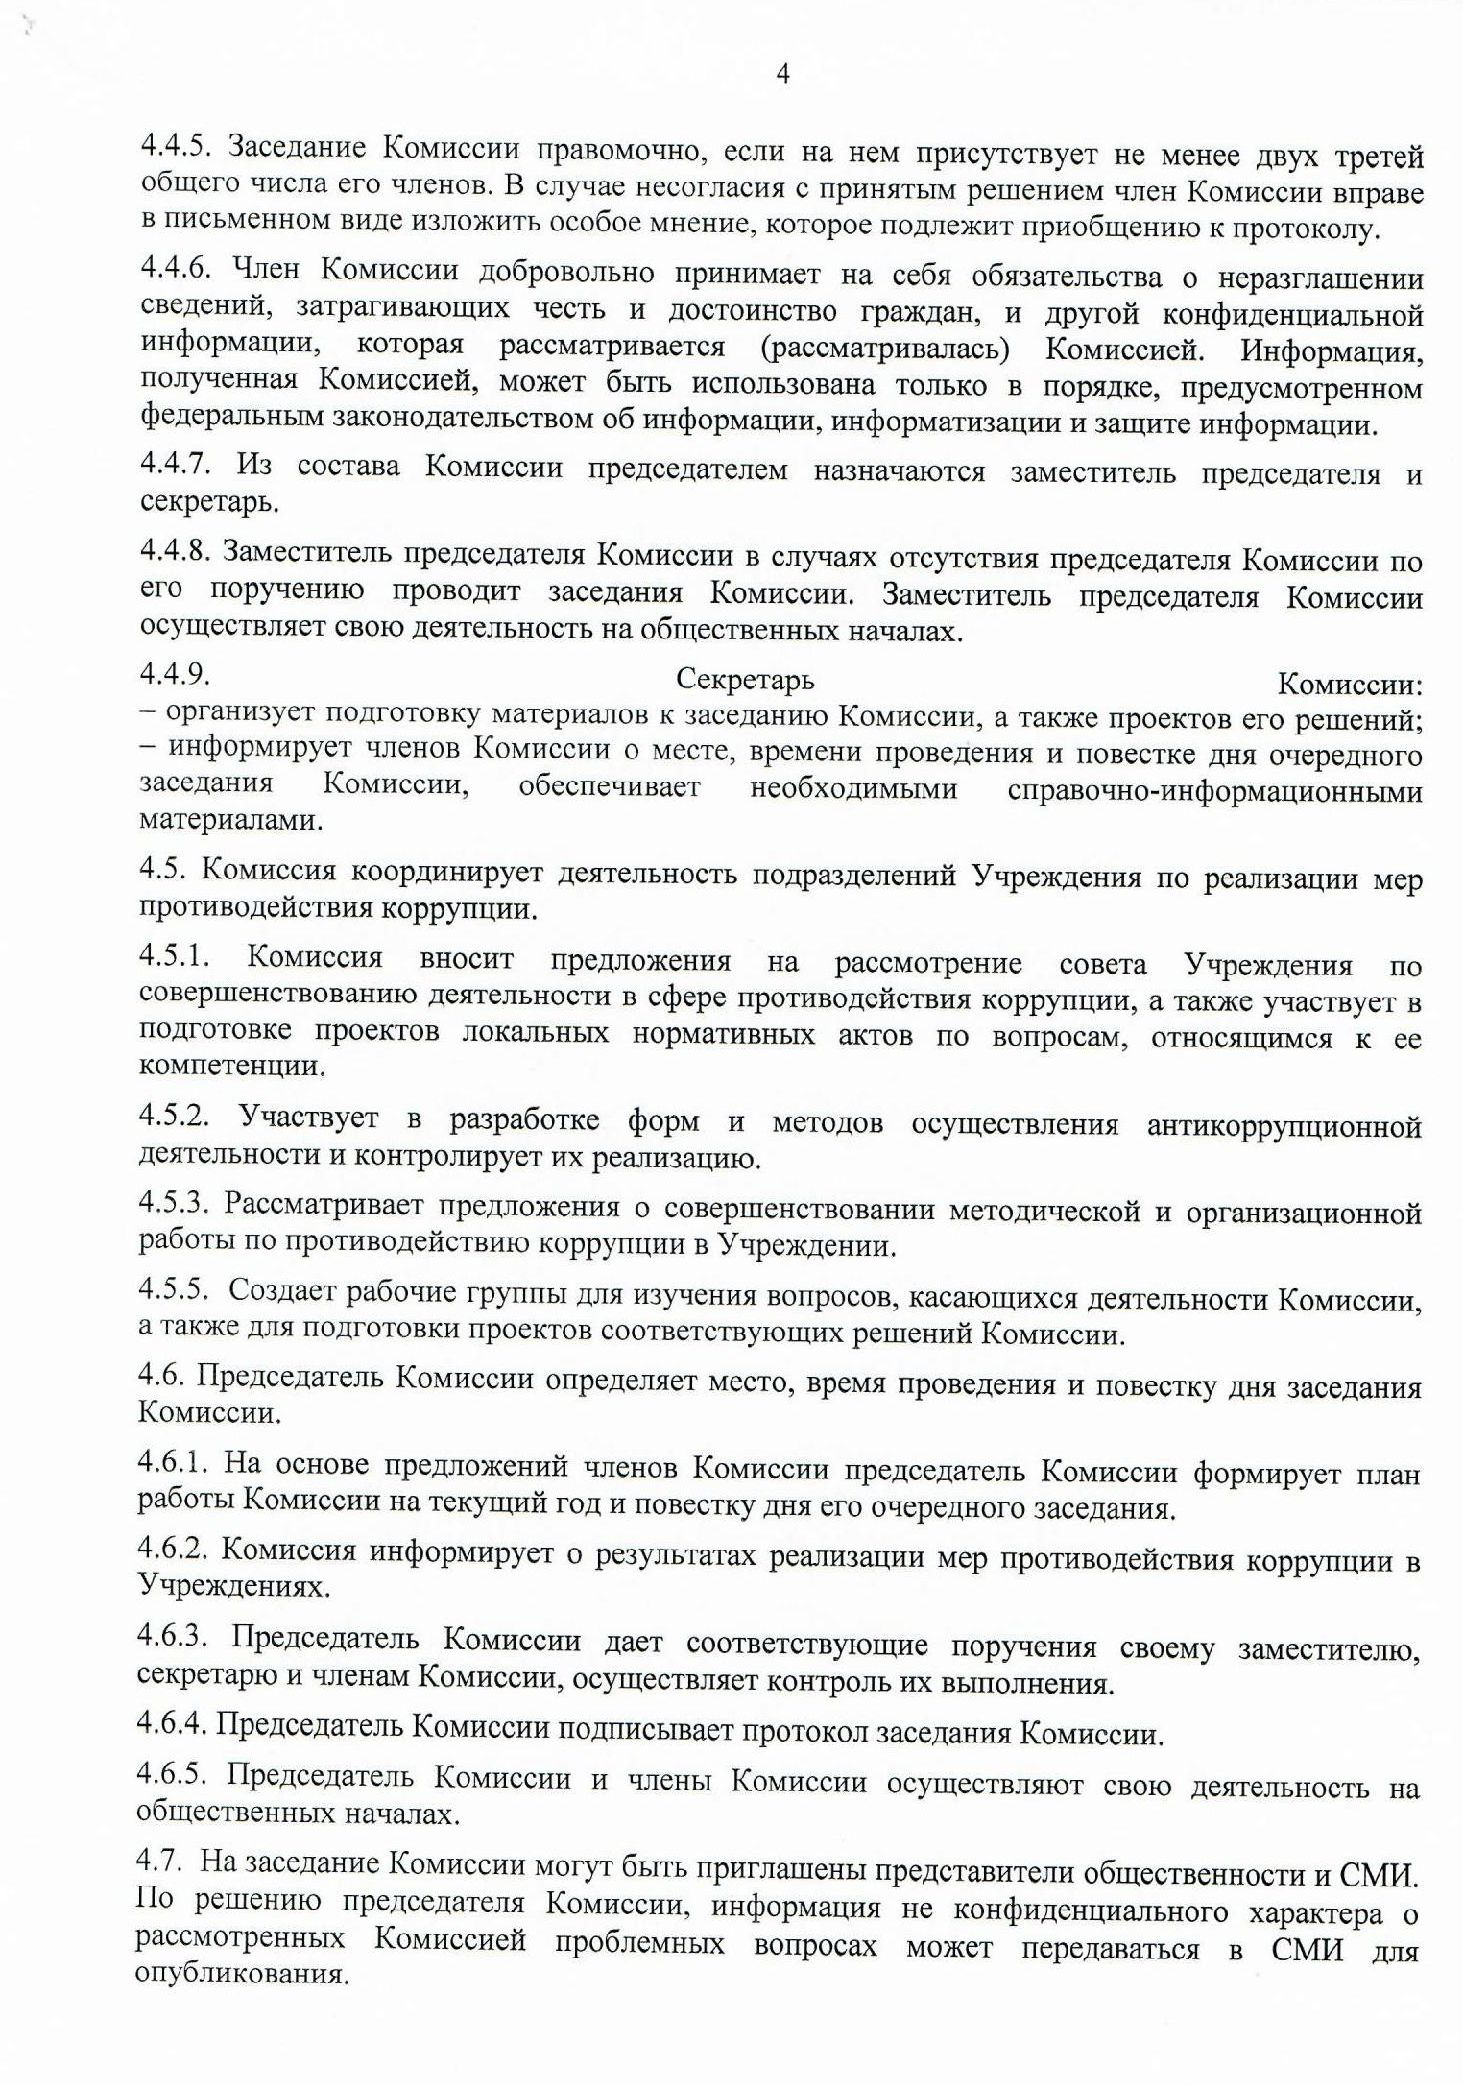 4
4.4.5. Заседание Комиссии правомочно, если на нем присутствует не менее двух третей
общего числа его членов. В случае несогласия с принятым решением член Комиссии вправе
в письменном виде изложить особое мнение, которое подлежит приобщению к протоколу.
4.4.6. Член Комиссии добровольно принимает на себя обязательства о неразглашении
сведений, затрагивающих честь и достоинство граждан, и другой конфиденциальной
информации, которая рассматривается (рассматривалась) Комиссией. Информация,
полученная Комиссией, может быть использована только в порядке, предусмотренном
федеральным законодательством об информации, информатизации и защите информации.
4.4.7. Из состава Комиссии председателем назначаются заместитель председателя и
секретарь.
4.4.8. Заместитель председателя Комиссии в случаях отсутствия председателя Комиссии по
его поручению проводит заседания Комиссии. Заместитель председателя Комиссии
осуществляет свою деятельность на общественных началах.
4.4.9. Секретарь Комиссии:
– организует подготовку материалов к заседанию Комиссии, а также проектов его решений;
– информирует членов Комиссии о месте, времени проведения и повестке дня очередного
заседания Комиссии, обеспечивает необходимыми справочно-информационными
материалами.
4.5. Комиссия координирует деятельность подразделений Учреждения по реализации мер
противодействия коррупции.
4.5.1. Комиссия вносит предложения на рассмотрение совета Учреждения по
совершенствованию деятельности в сфере противодействия коррупции, а также участвует в
подготовке проектов локальных нормативных актов по вопросам, относящимся к ее
компетенции.
4.5.2. Участвует в разработке форм и методов осуществления антикоррупционной
деятельности и контролирует их реализацию.
4.5.3. Рассматривает предложения о совершенствовании методической и организационной
работы по противодействию коррупции в Учреждении.
4.5.5. Создает рабочие группы для изучения вопросов, касающихся деятельности Комиссии,
а также для подготовки проектов соответствующих решений Комиссии.
4.6. Председатель Комиссии определяет место, время проведения и повестку дня заседания
Комиссии.
4.6.1. На основе предложений членов Комиссии председатель Комиссии формирует план
работы Комиссии на текущий год и повестку дня его очередного заседания.
4.6.2. Комиссия информирует о результатах реализации мер противодействия коррупции в
Учреждениях.
4.6.3. Председатель Комиссии дает соответствующие поручения своему заместителю,
секретарю и членам Комиссии, осуществляет контроль их выполнения.
4.6.4. Председатель Комиссии подписывает протокол заседания Комиссии.
4.6.5. Председатель Комиссии и члены Комиссии осуществляют свою деятельность на
общественных началах.
4.7. На заседание Комиссии могут быть приглашены представители общественности и СМИ.
По решению председателя Комиссии, информация не конфиденциального характера о
рассмотренных Комиссией проблемных вопросах может передаваться в СМИ для
опубликования.